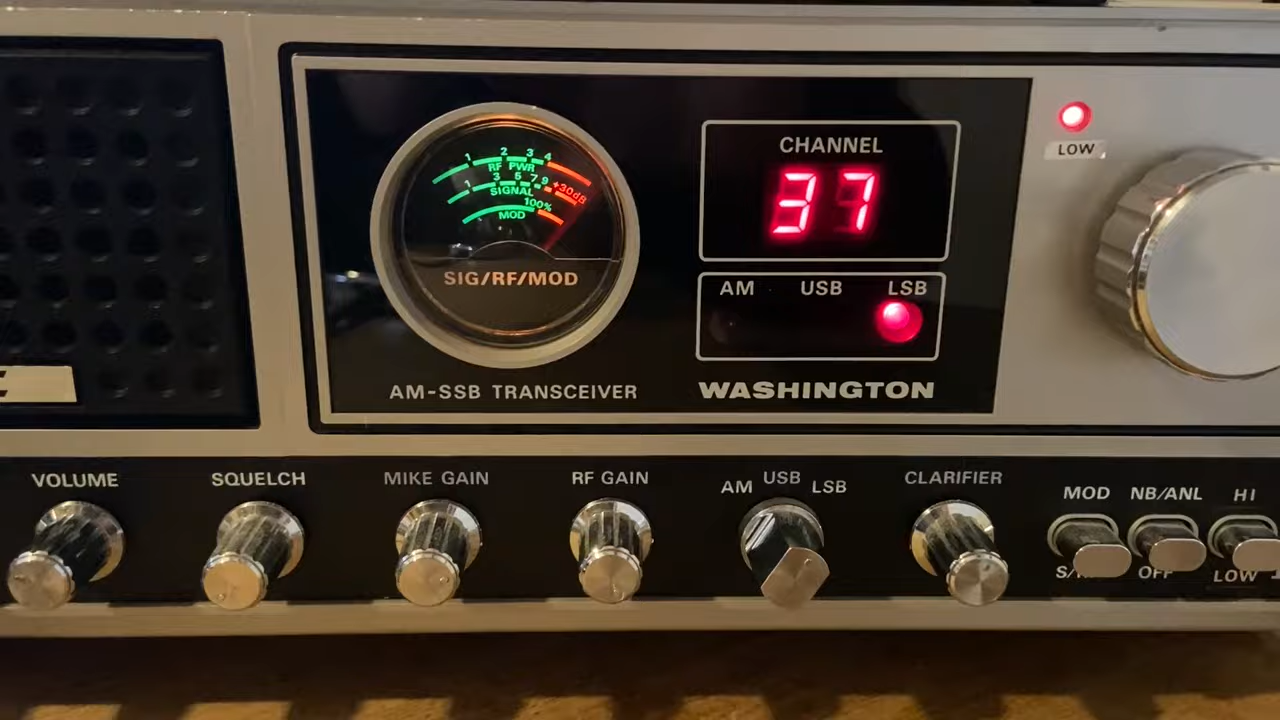 CHANNEL
37
LOW
1 2 3 4
RF PWR
1 3 5 7 9 +30dB
SIGNAL
100%
MOD
SIG/RF/MOD
AM USB LSB
AM-SSB TRANSCEIVER
WASHINGTON
VOLUME
SQUELCH
MIKE GAIN
RF GAIN
AM USB LSB
CLARIFIER
MOD
NB/ANL
HI
OFF
LOW